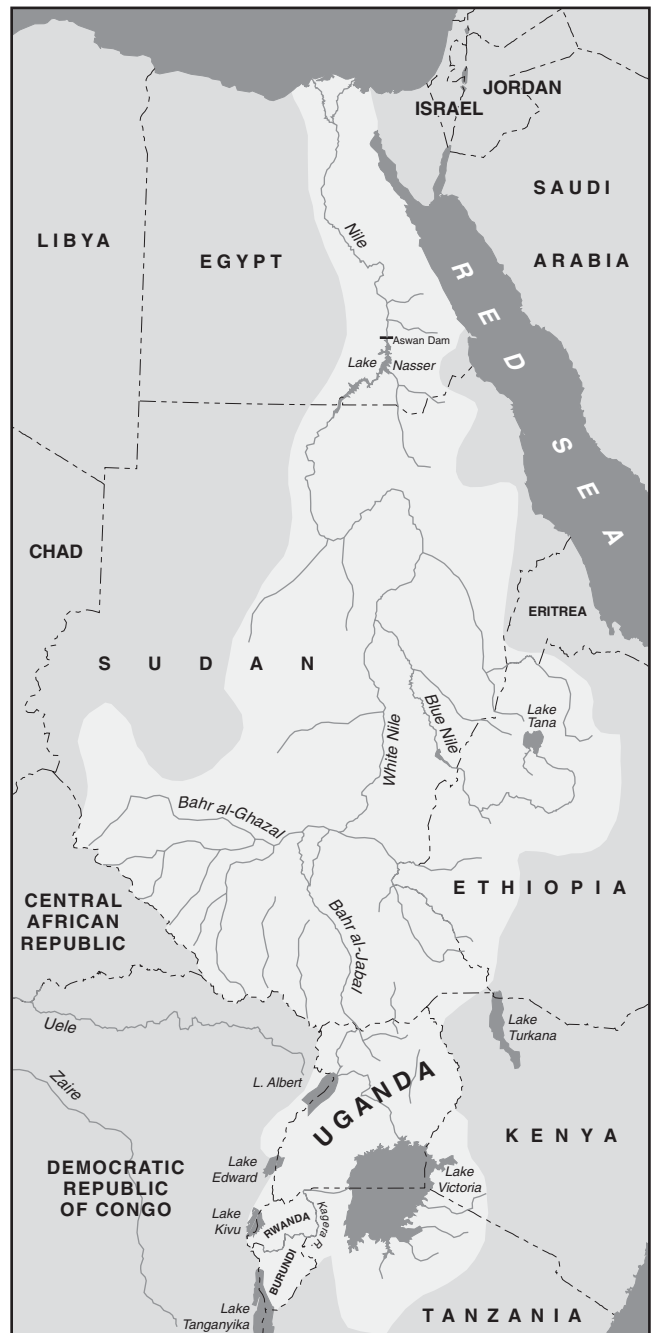 JORDAN
ISRAEL
SAUDI
ARABIA
LIBYA
EGYPT
Nile
RED SEA
Aswan Dam
Lake Nasser
CHAD
ERITREA
SUDAN
Lake
Tana
Blue Nile
White Nile
Bahr al-Ghazal
ETHIOPIA
CENTRAL
AFRICAN
REPUBLIC
Bahr al-Jabal
Uele
Lake
Turkana
Zaire
L. Albert
UGANDA
KENYA
DEMOCRATIC
REPUBLIC
OF CONGO
Lake
Edward
Lake
Victoria
Lake
Kivu
RWANDA
Kagera R.
BURUNDI
Lake
Tanganyika
TANZANIA